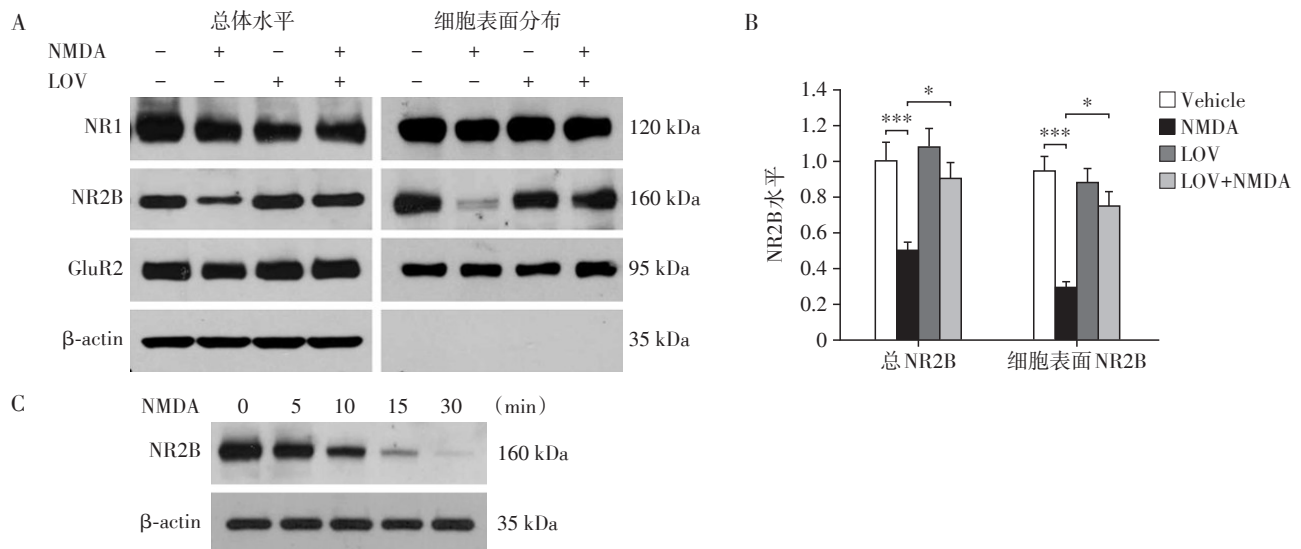 A
总体水平
细胞表面分布
NMDA − + − + − + − +
LOV − − + + − − + +
NR1 120 kDa
NR2B 160 kDa
GluR2 95 kDa
β-actin 35 kDa
B
NR2B水平
1.4
1.2
1.0
0.8
0.6
0.4
0.2
0
*** *
*** *
总NR2B 细胞表面NR2B
Vehicle
NMDA
LOV
LOV+NMDA
C
NMDA 0 5 10 15 30 (min)
NR2B 160 kDa
β-actin 35 kDa